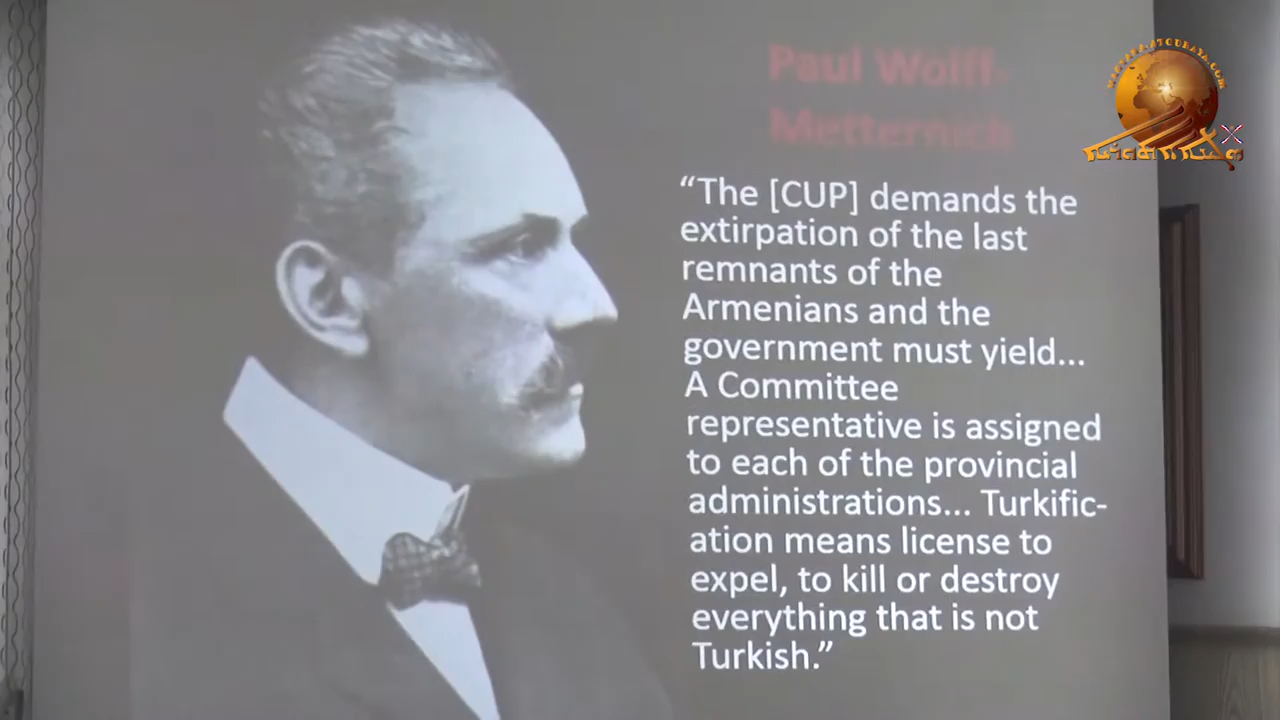 Paul Wolff-
Metternich
“The [CUP] demands the
extirpation of the last
remnants of the
Armenians and the
government must yield...
A Committee
representative is assigned
to each of the provincial
administrations... Turkific-
ation means license to
expel, to kill or destroy
everything that is not
Turkish.”